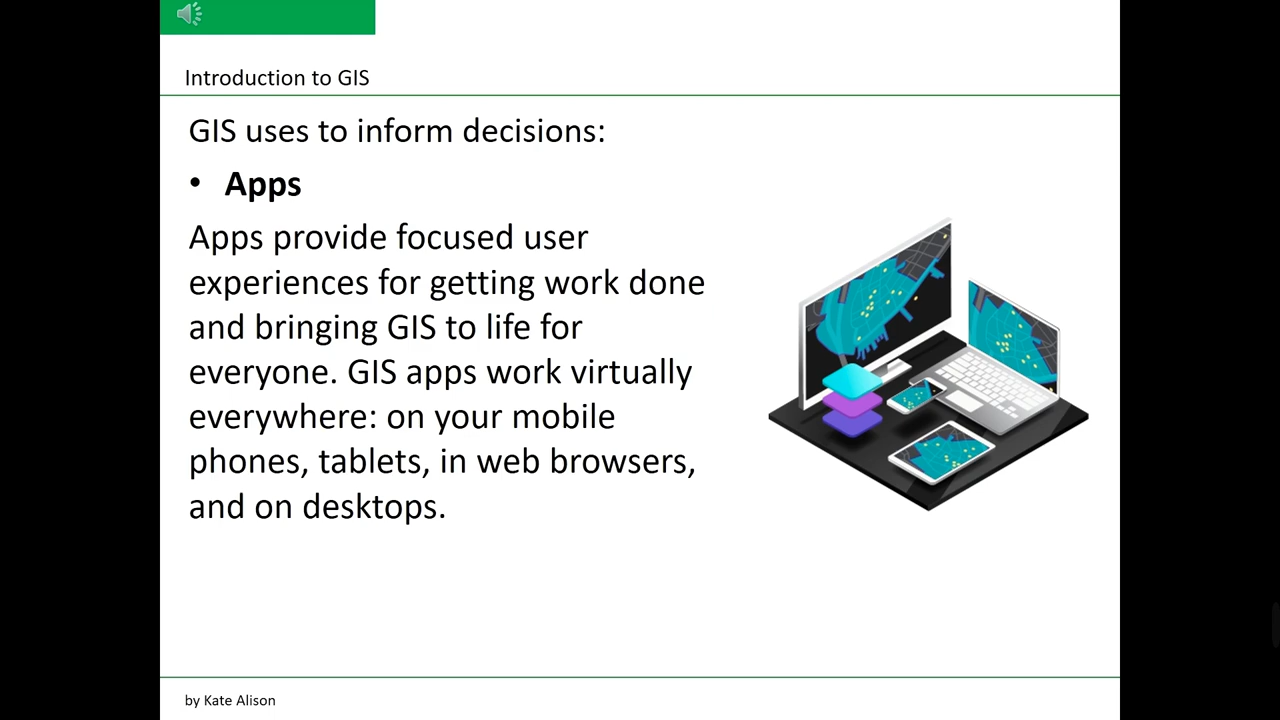 Introduction to GIS
GIS uses to inform decisions:
• Apps
Apps provide focused user
experiences for getting work done
and bringing GIS to life for
everyone. GIS apps work virtually
everywhere: on your mobile
phones, tablets, in web browsers,
and on desktops.
by Kate Alison